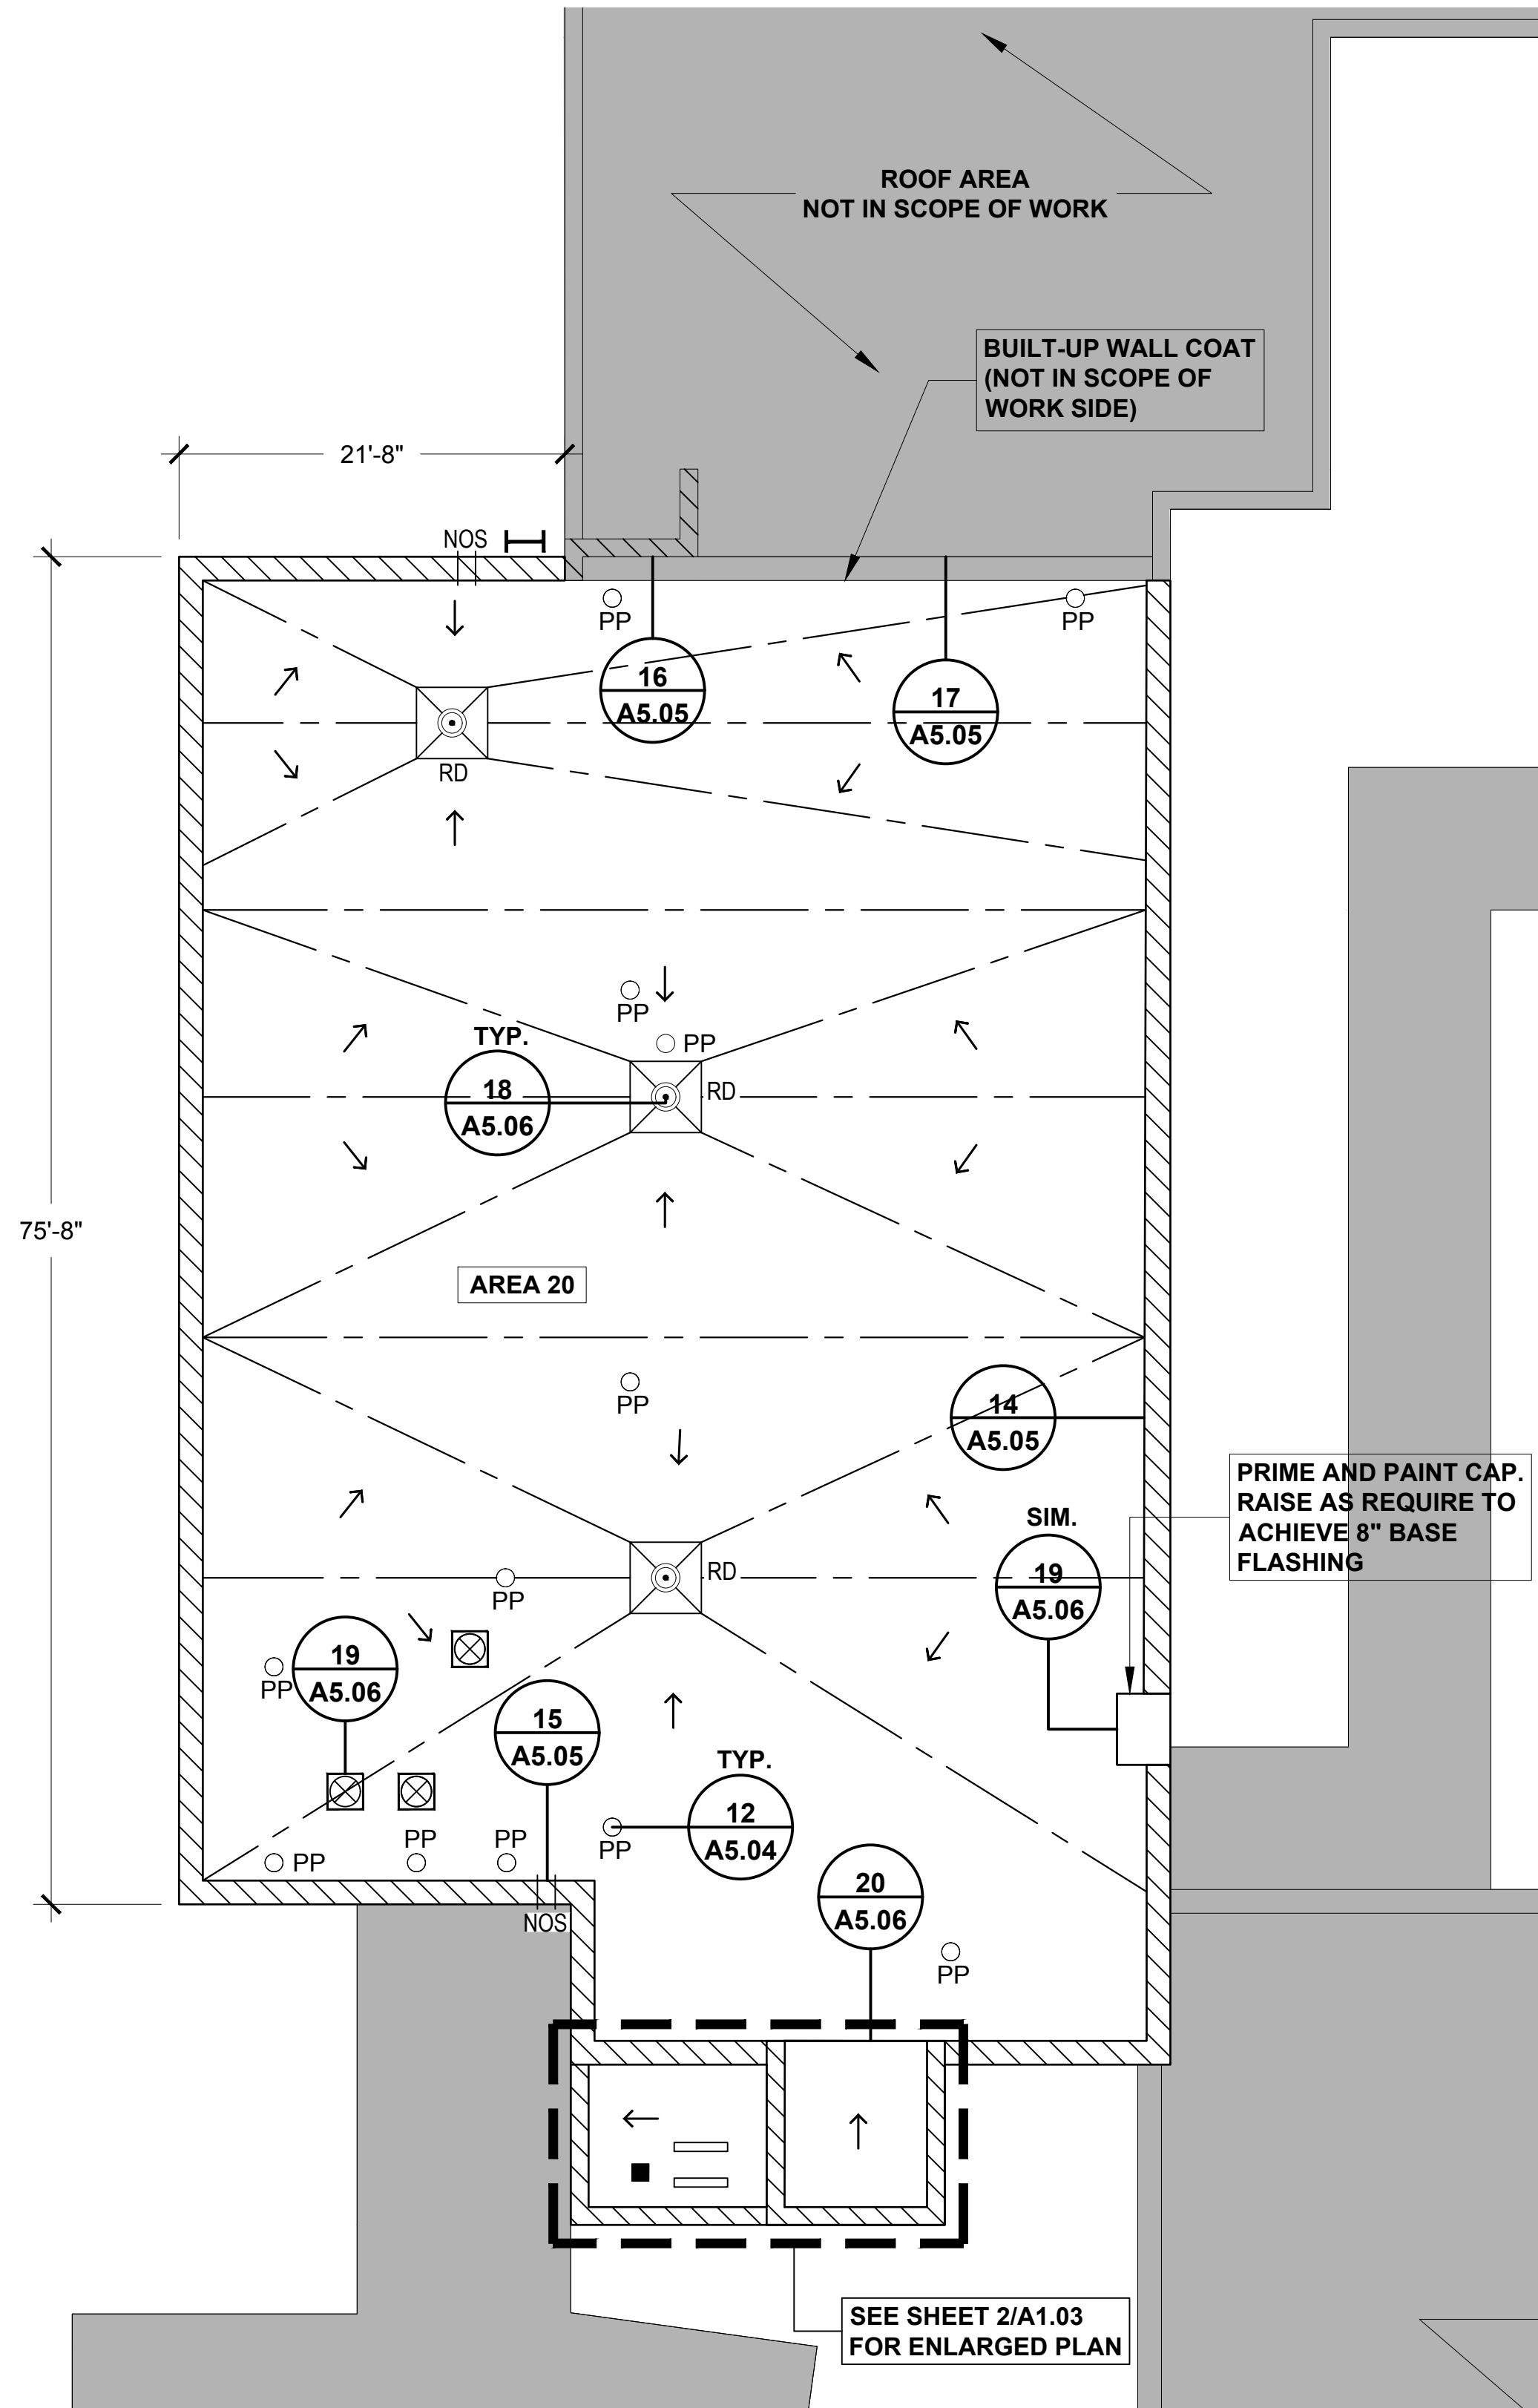 ROOF AREA
NOT IN SCOPE OF WORK
BUILT-UP WALL COAT
(NOT IN SCOPE OF
WORK SIDE)
21'-8"
NOS
PP
PP
16
A5.05
17
A5.05
RD
PP
PP
TYP.
18
A5.06
RD
75'-8"
AREA 20
PP
14
A5.05
PRIME AND PAINT CAP.
RAISE AS REQUIRE TO
ACHIEVE 8" BASE
FLASHING
SIM.
19
A5.06
RD
PP
19
A5.06
PP
15
A5.05
TYP.
12
A5.04
PP
PP
PP
PP
20
A5.06
NOS
PP
SEE SHEET 2/A1.03
FOR ENLARGED PLAN